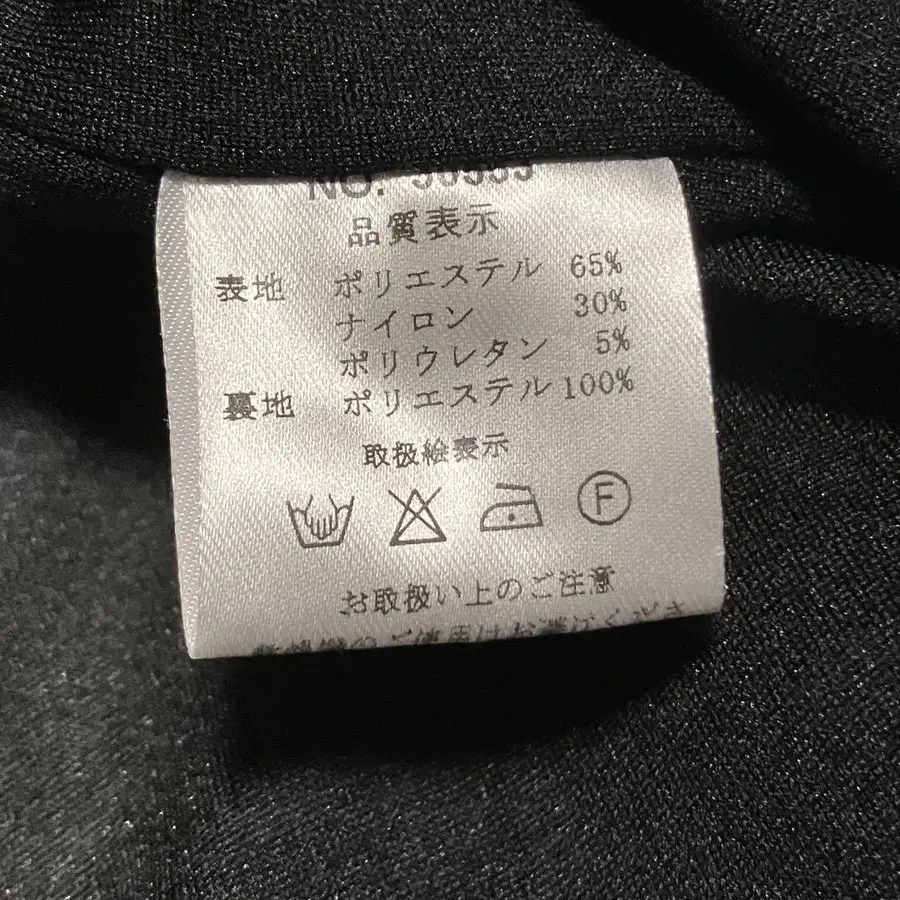 品質表示
表地 ポリエステル 65%
ナイロン 30%
ポリウレタン 5%
裏地 ポリエステル 100%
取扱絵表示
F
お取扱い上のご注意